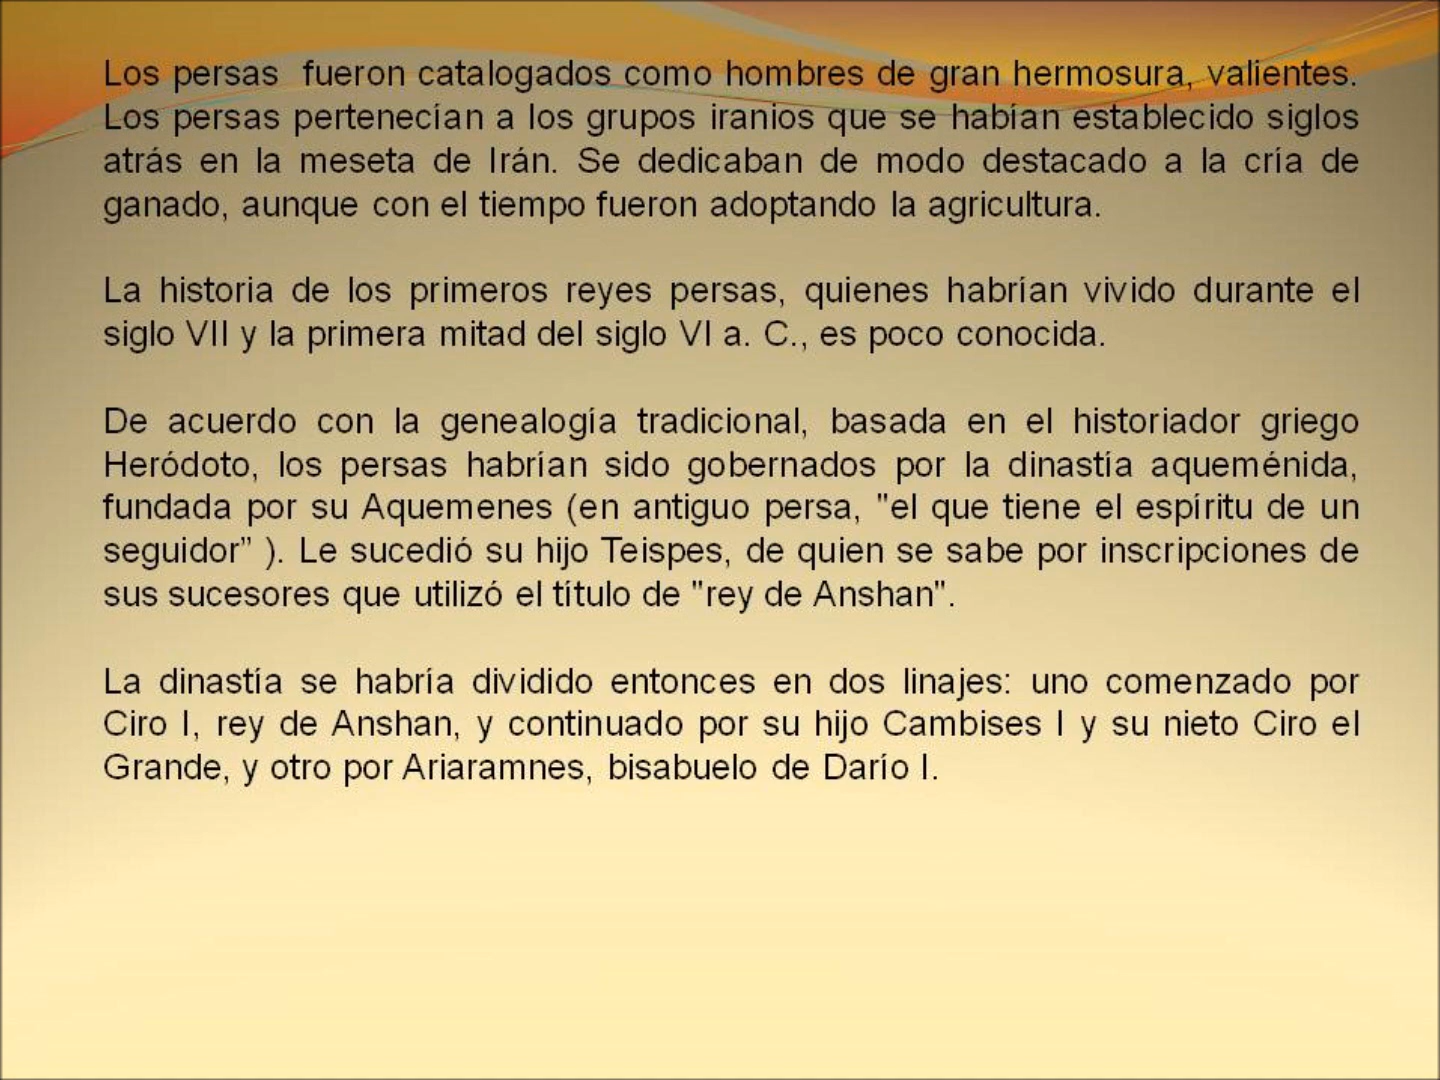 Los persas  fueron catalogados como hombres de gran hermosura, valientes.
Los persas pertenecían a los grupos iranios que se habían establecido siglos
atrás en la meseta de Irán. Se dedicaban de modo destacado a la cría de
ganado, aunque con el tiempo fueron adoptando la agricultura.
La historia de los primeros reyes persas, quienes habrían vivido durante el
siglo VII y la primera mitad del siglo VI a. C., es poco conocida.
De acuerdo con la genealogía tradicional, basada en el historiador griego
Heródoto, los persas habrían sido gobernados por la dinastía aqueménida,
fundada por su Aquemenes (en antiguo persa, "el que tiene el espíritu de un
seguidor” ). Le sucedió su hijo Teispes, de quien se sabe por inscripciones de
sus sucesores que utilizó el título de "rey de Anshan".
La dinastía se habría dividido entonces en dos linajes: uno comenzado por
Ciro I, rey de Anshan, y continuado por su hijo Cambises I y su nieto Ciro el
Grande, y otro por Ariaramnes, bisabuelo de Darío I.